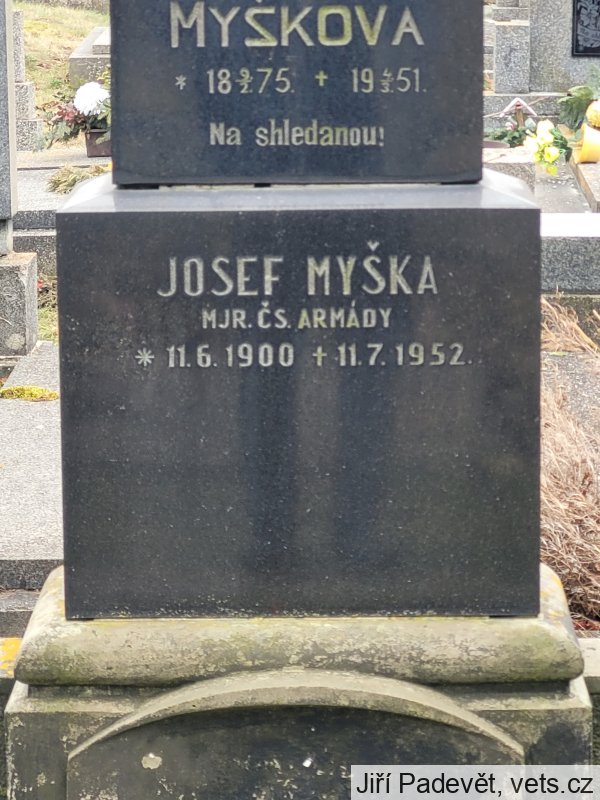 MYŠKOVA
* 18 9/2. 75. + 19 4/3. 51.
Na shledanou!
JOSEF MYŠKA
MJR. ČS. ARMÁDY
* 11. 6. 1900 + 11. 7. 1952.
Jiří Padevět, vets.cz